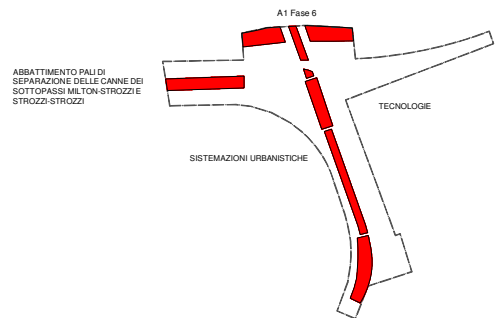 A1 Fase 6
ABBATTIMENTO PALI DI
SEPARAZIONE DELLE CANNE DEI
SOTTOPASSI MILTON-STROZZI E
STROZZI-STROZZI
TECNOLOGIE
SISTEMAZIONI URBANISTICHE